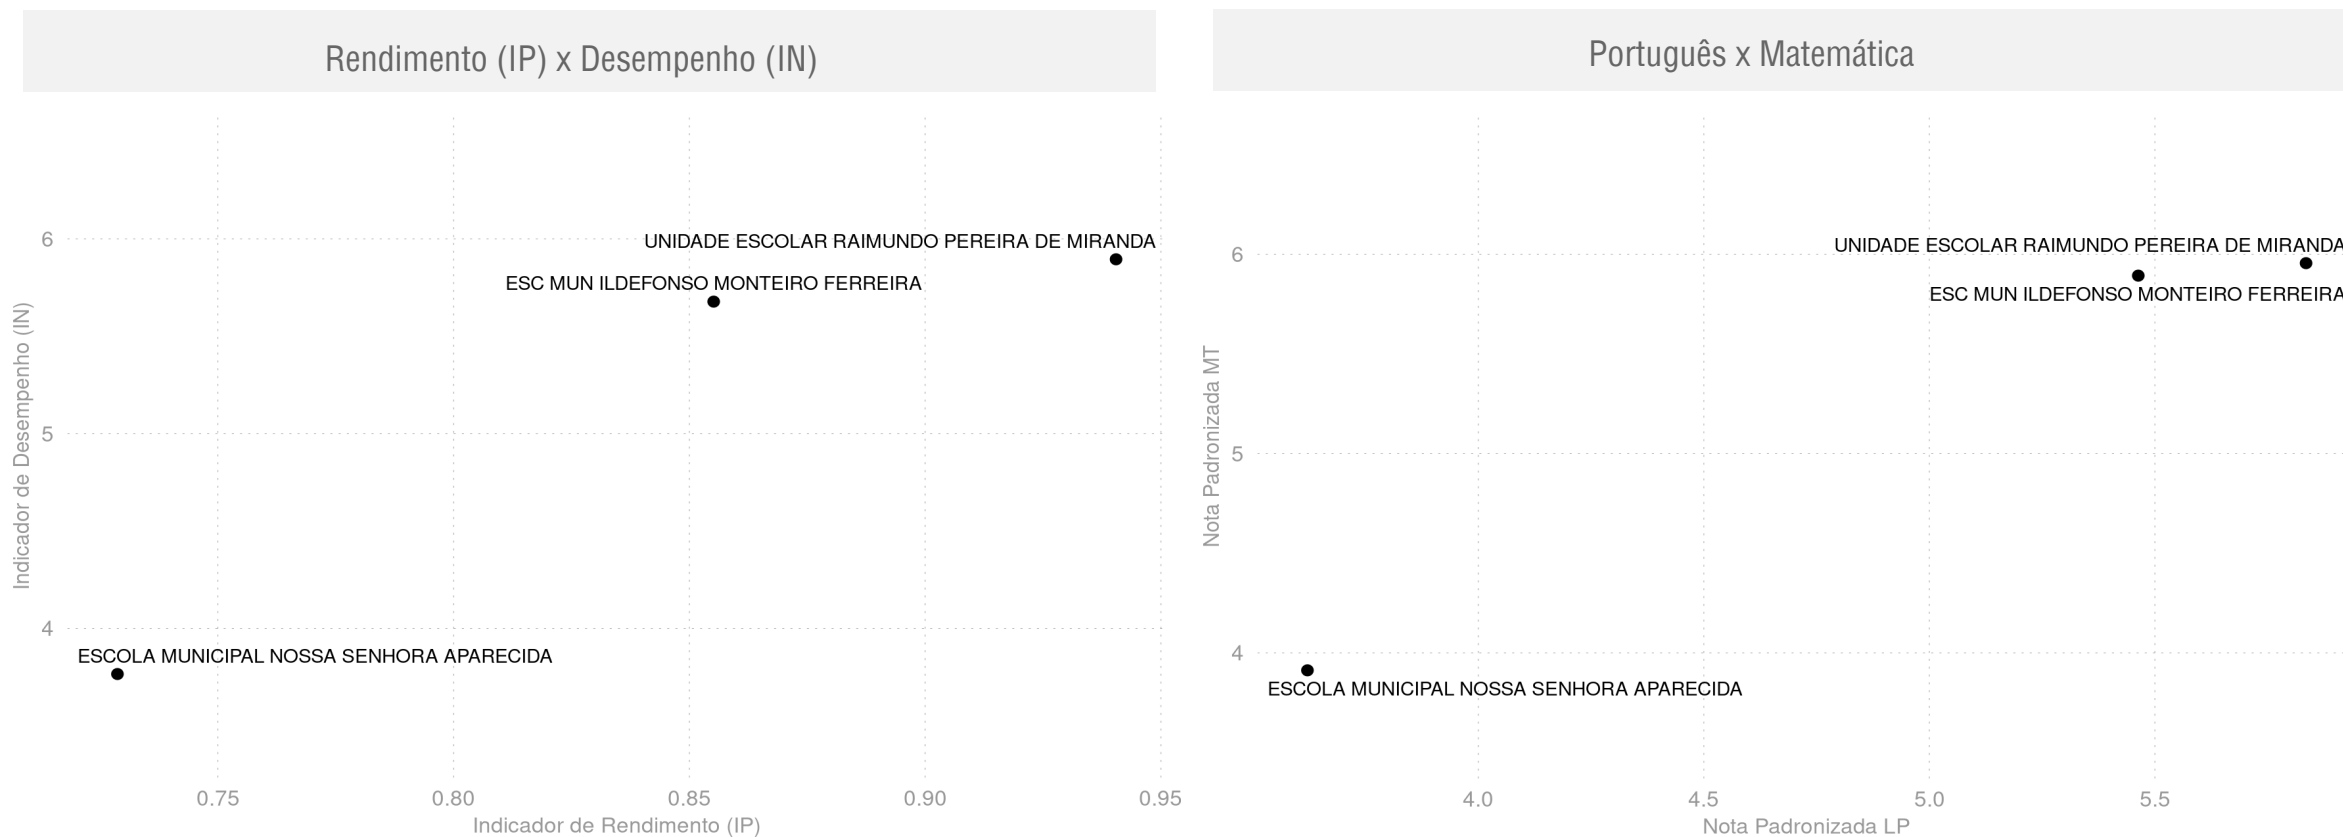 Rendimento (IP) x Desempenho (IN)
6
5
4
Indicador de Desempenho (IN)
UNIDADE ESCOLAR RAIMUNDO PEREIRA DE MIRANDA
ESC MUN ILDEFONSO MONTEIRO FERREIRA
ESCOLA MUNICIPAL NOSSA SENHORA APARECIDA
0.75 0.80 0.85 0.90 0.95
Indicador de Rendimento (IP)
Português x Matemática
6
5
4
Nota Padronizada MT
UNIDADE ESCOLAR RAIMUNDO PEREIRA DE MIRANDA
ESC MUN ILDEFONSO MONTEIRO FERREIRA
ESCOLA MUNICIPAL NOSSA SENHORA APARECIDA
4.0 4.5 5.0 5.5
Nota Padronizada LP